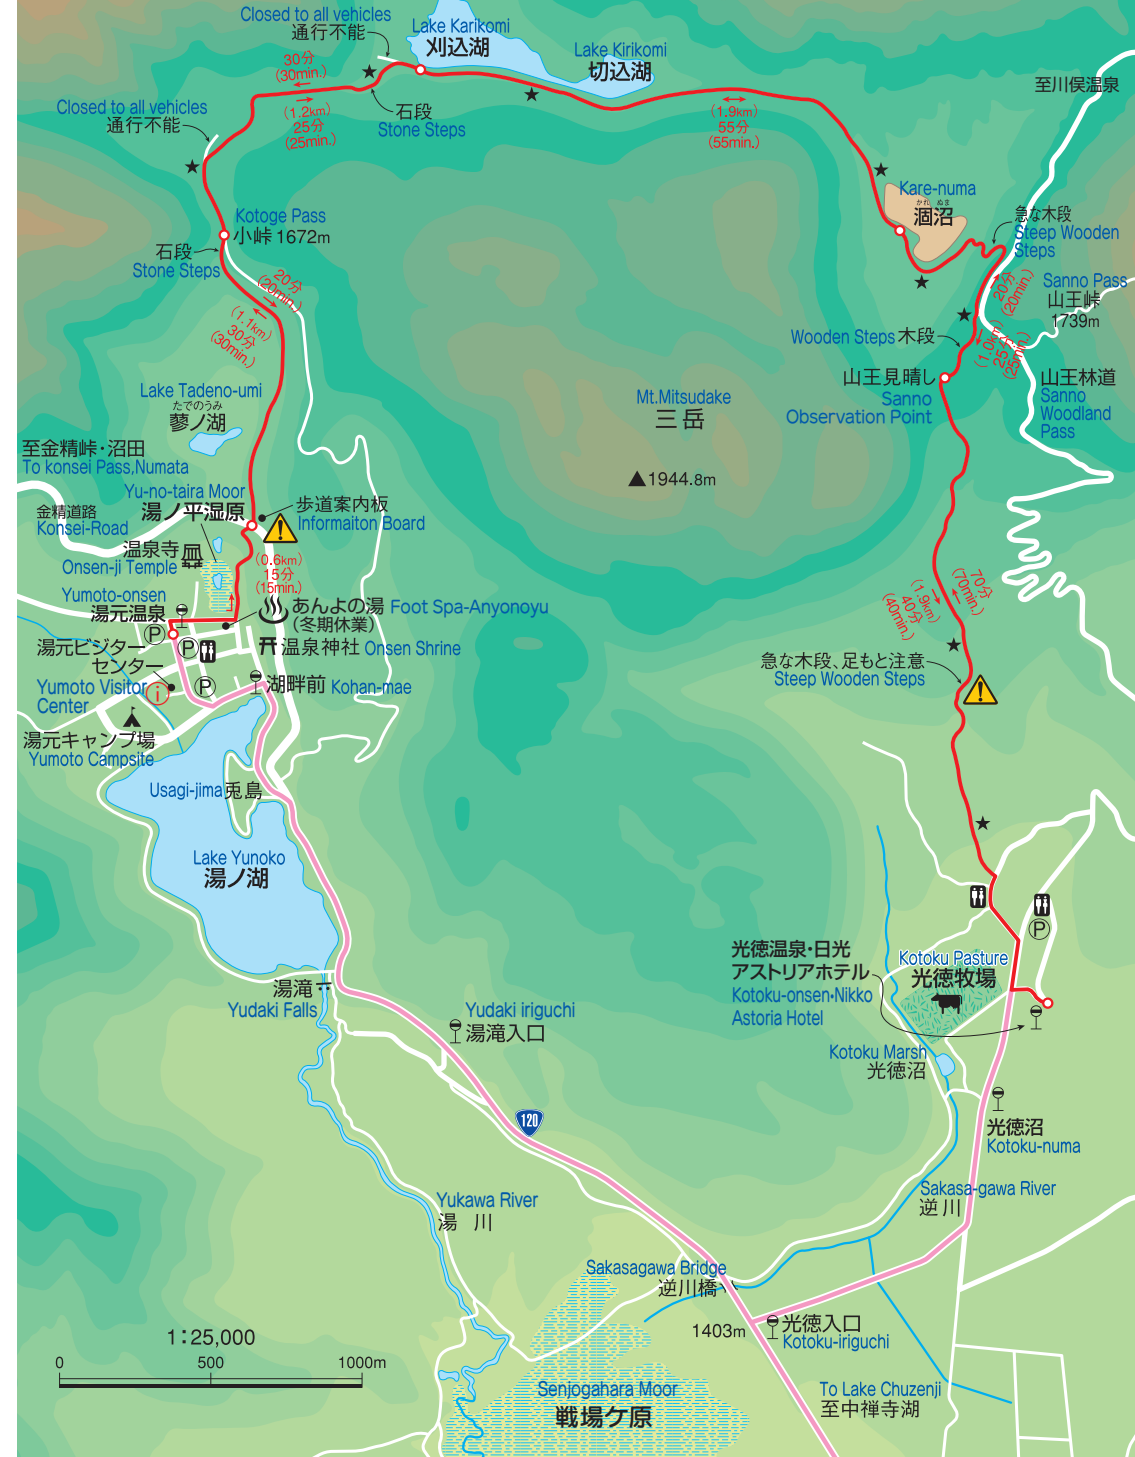 Closed to all vehicles
通行不能
Lake Karikomi
刈込湖
Lake Kirikomi
切込湖
30分
(30min.)
(1.2km)
25分
(25min.)
石段
Stone Steps
(1.9km)
55分
(55min.)
至川俣温泉
Closed to all vehicles
通行不能
Kotoge Pass
小峠 1672m
石段
Stone Steps
Kare-numa
かれ ぬま
涸沼
急な木段
Steep Wooden
Steps
20分
(20min.)
Sanno Pass
山王峠
1739m
20分
(20min.)
(1.1km)
30分
(30min.)
Wooden Steps 木段
(1.0km)
25分
(25min.)
山王見晴し
Sanno
Observation Point
山王林道
Sanno
Woodland
Pass
Mt.Mitsudake
三岳
▲1944.8m
Lake Tadeno-umi
たでのうみ
蓼ノ湖
至金精峠・沼田
To konsei Pass,Numata
Yu-no-taira Moor
湯ノ平湿原
金精道路
Konsei-Road
歩道案内板
Informaiton Board
温泉寺
Onsen-ji Temple
(0.6km)
15分
(15min.)
Yumoto-onsen
湯元温泉
あんよの湯 Foot Spa-Anyonoyu
(冬期休業)
P
P
温泉神社 Onsen Shrine
湯元ビジター
センター
Yumoto Visitor
Center
i
P
湖畔前 Kohan-mae
湯元キャンプ場
Yumoto Campsite
70分
(70min.)
(1.9km)
40分
(40min.)
急な木段、足もと注意
Steep Wooden Steps
Usagi-jima 兎島
Lake Yunoko
湯ノ湖
P
光徳温泉・日光
アストリアホテル
Kotoku-onsen・Nikko
Astoria Hotel
Kotoku Pasture
光徳牧場
湯滝
Yudaki Falls
Yudaki iriguchi
湯滝入口
Kotoku Marsh
光徳沼
120
光徳沼
Kotoku-numa
Yukawa River
湯 川
Sakasa-gawa River
逆川
Sakasagawa Bridge
逆川橋
1403m
光徳入口
Kotoku-iriguchi
1:25,000
0 500 1000m
Senjogahara Moor
戦場ケ原
To Lake Chuzenji
至中禅寺湖